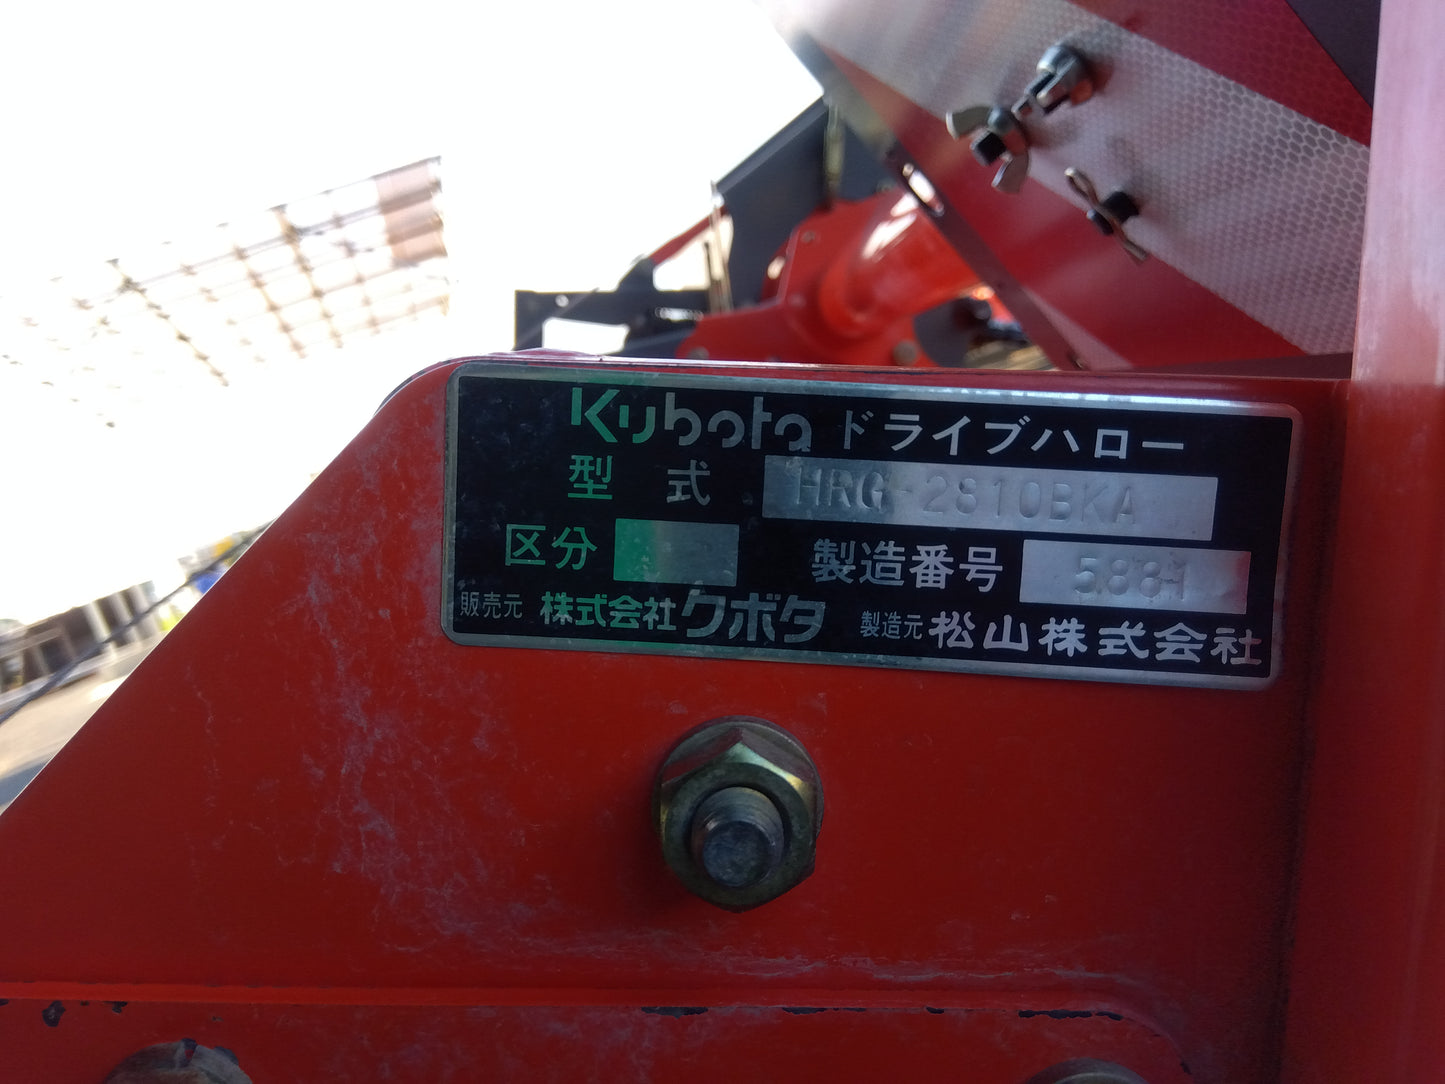 Kubota ドライブハロー
型式 HRG-2810BKA
区分 製造番号 5881
販売元 株式会社クボタ 製造元 松山株式会社